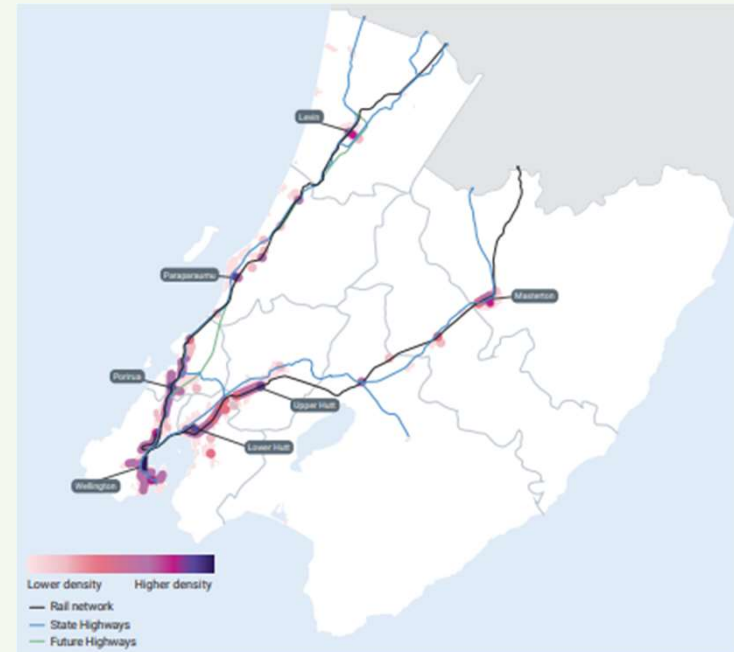 Levin
Paraparaumu
Masterton
Porirua
Upper Hutt
Lower Hutt
Wellington
Lower density Higher density
Rail network
State Highways
Future Highways